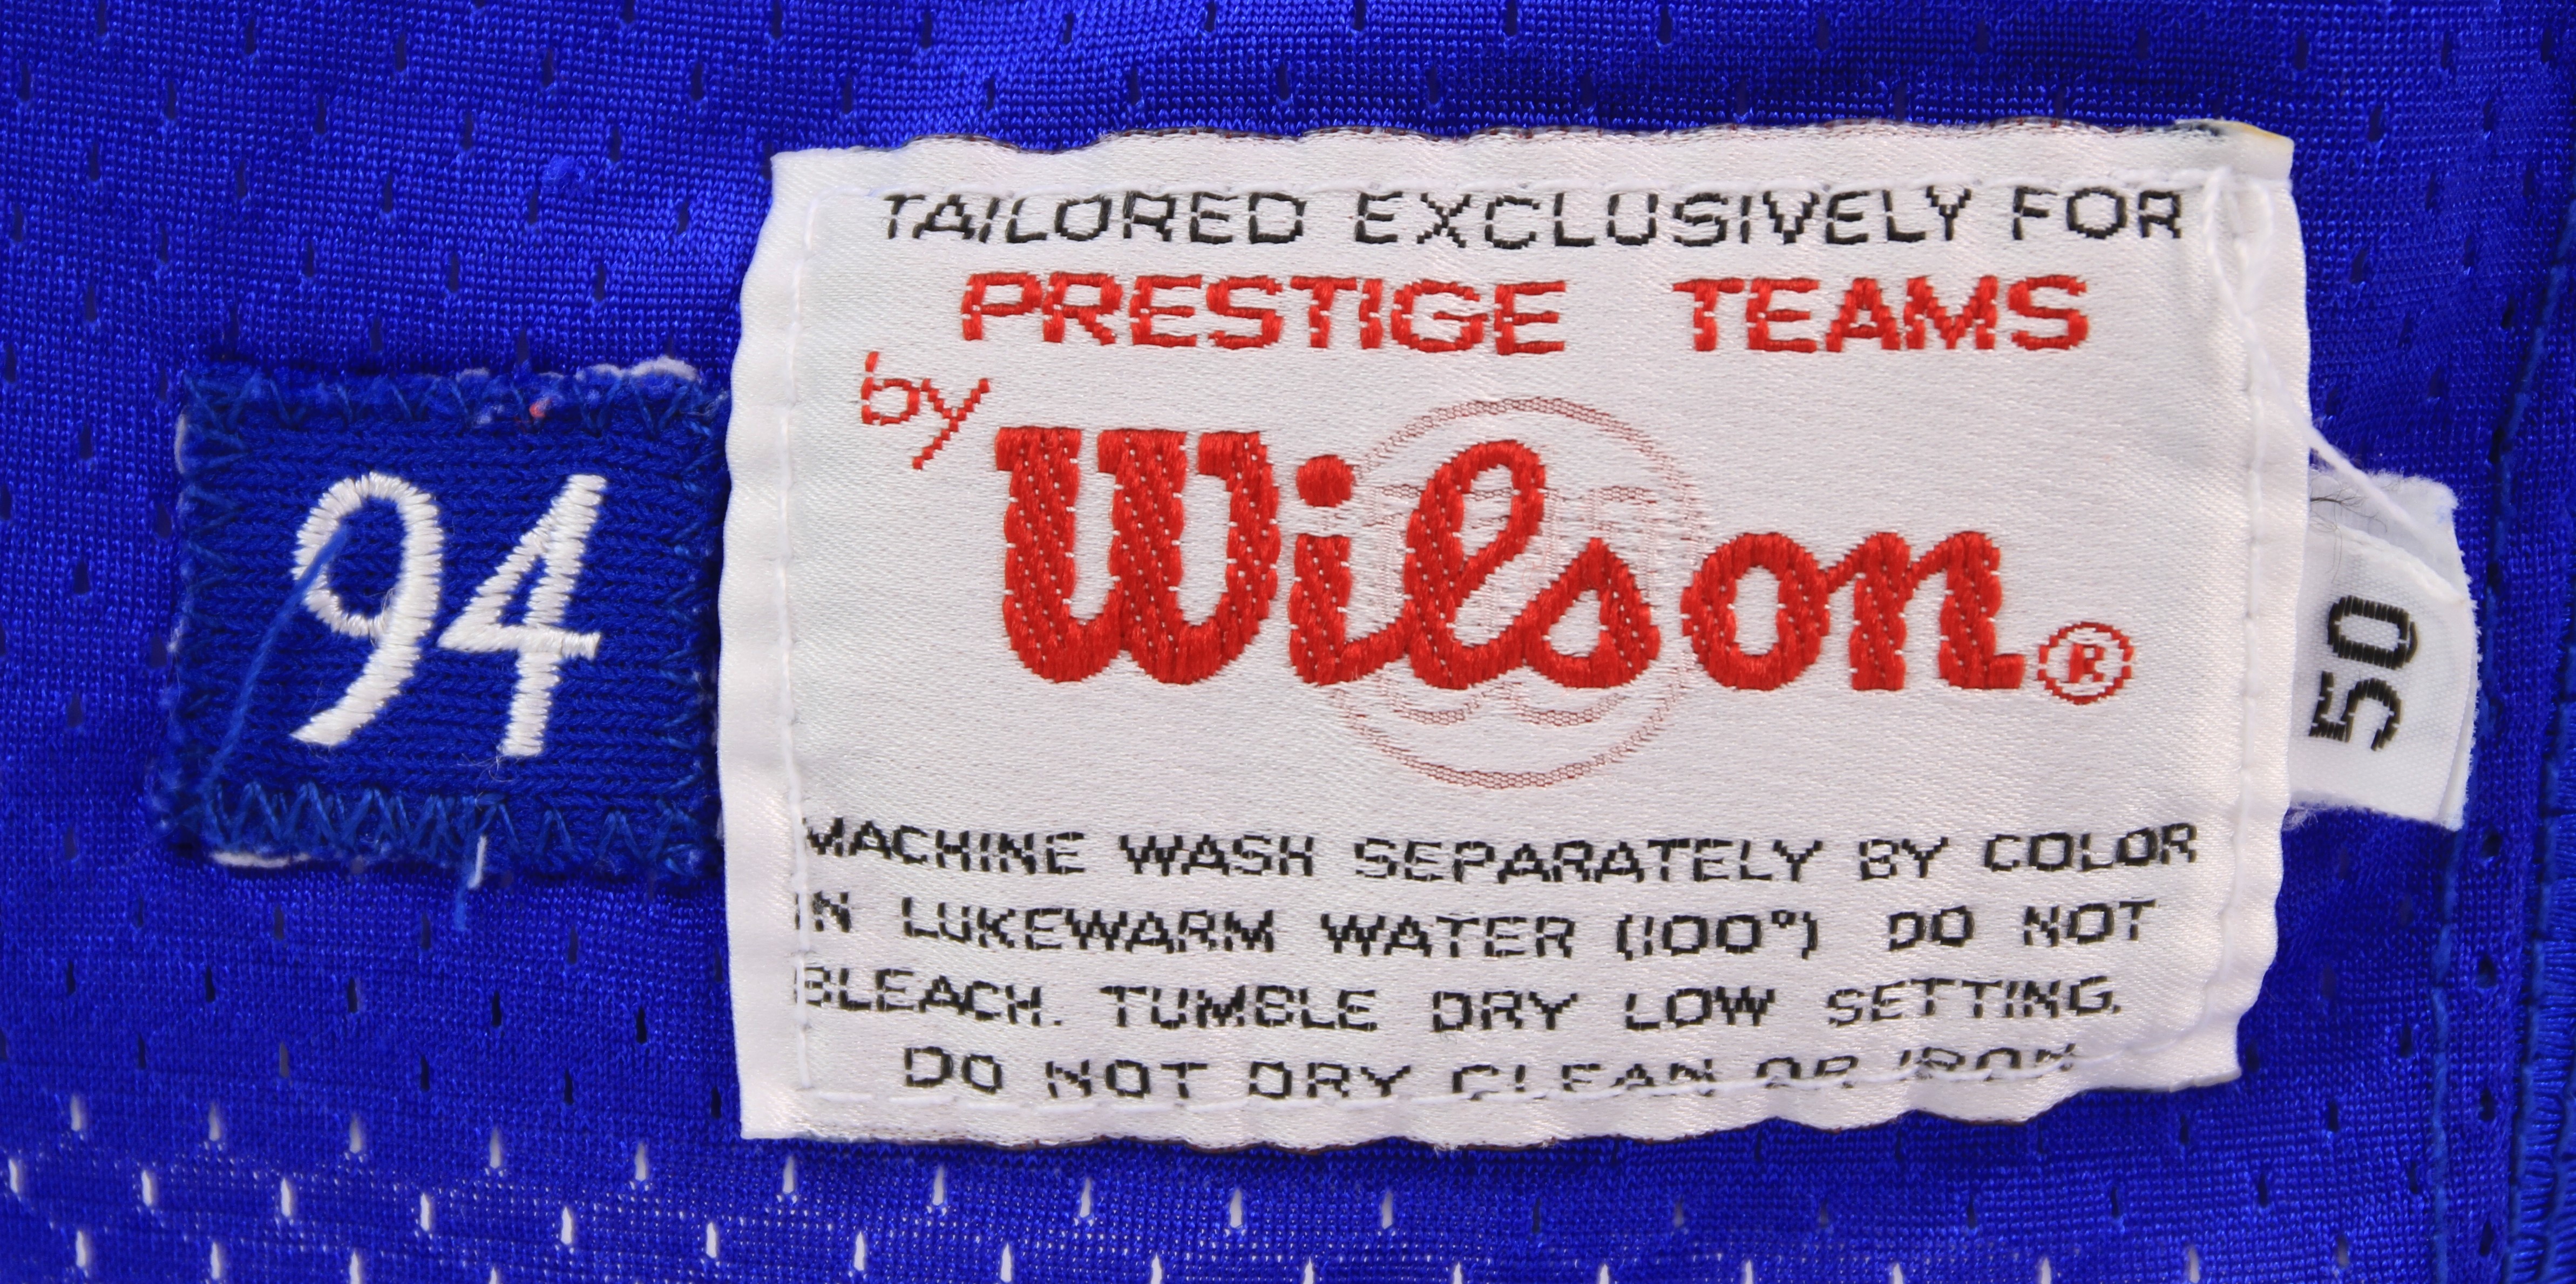 94
TAILORED EXCLUSIVELY FOR
PRESTIGE TEAMS
by
Wilson®
50
MACHINE WASH SEPARATELY BY COLOR
IN LUKEWARM WATER (100°) DO NOT
BLEACH. TUMBLE DRY LOW SETTING.
DO NOT DRY CLEAN OR IRON